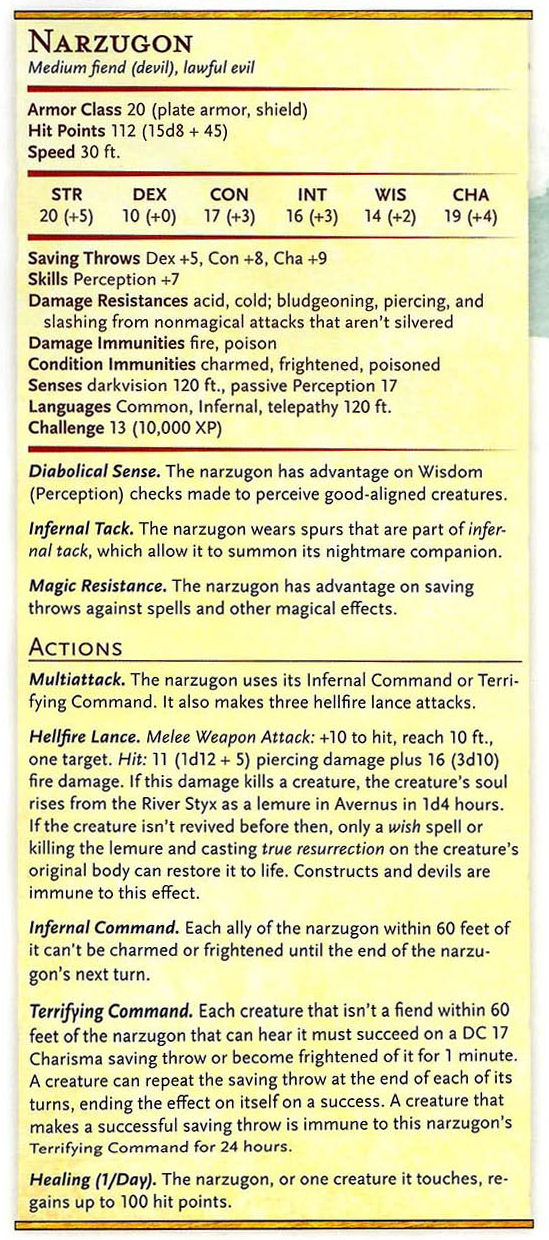 NARZUGON
Medium fiend (devil), lawful evil
Armor Class 20 (plate armor, shield)
Hit Points 112 (15d8 + 45)
Speed 30 ft.
STR DEX CON INT WIS CHA
20 (+5) 10 (+0) 17 (+3) 16 (+3) 14 (+2) 19 (+4)
Saving Throws Dex +5, Con +8, Cha +9
Skills Perception +7
Damage Resistances acid, cold; bludgeoning, piercing, and
slashing from nonmagical attacks that aren't silvered
Damage Immunities fire, poison
Condition Immunities charmed, frightened, poisoned
Senses darkvision 120 ft., passive Perception 17
Languages Common, Infernal, telepathy 120 ft.
Challenge 13 (10,000 XP)
Diabolical Sense. The narzugon has advantage on Wisdom
(Perception) checks made to perceive good-aligned creatures.
Infernal Tack. The narzugon wears spurs that are part of infer-
nal tack, which allow it to summon its nightmare companion.
Magic Resistance. The narzugon has advantage on saving
throws against spells and other magical effects.
ACTIONS
Multiattack. The narzugon uses its Infernal Command or Terri-
fying Command. It also makes three hellfire lance attacks.
Hellfire Lance. Melee Weapon Attack: +10 to hit, reach 10 ft.,
one target. Hit: 11 (1d12 + 5) piercing damage plus 16 (3d10)
fire damage. If this damage kills a creature, the creature's soul
rises from the River Styx as a lemure in Avernus in 1d4 hours.
If the creature isn't revived before then, only a wish spell or
killing the lemure and casting true resurrection on the creature's
original body can restore it to life. Constructs and devils are
immune to this effect.
Infernal Command. Each ally of the narzugon within 60 feet of
it can't be charmed or frightened until the end of the narzu-
gon's next turn.
Terrifying Command. Each creature that isn't a fiend within 60
feet of the narzugon that can hear it must succeed on a DC 17
Charisma saving throw or become frightened of it for 1 minute.
A creature can repeat the saving throw at the end of each of its
turns, ending the effect on itself on a success. A creature that
makes a successful saving throw is immune to this narzugon's
Terrifying Command for 24 hours.
Healing (1/Day). The narzugon, or one creature it touches, re-
gains up to 100 hit points.